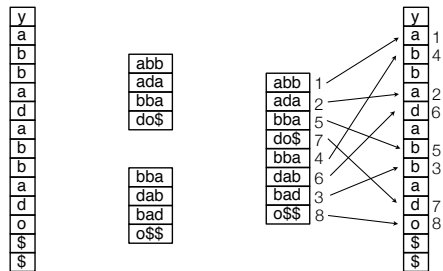 y
a
b
b
a
d
a
b
b
a
d
o
$
$
abb
ada
bba
do$
bba
dab
bad
o$$
abb 1
ada 2
bba 5
do$ 7
bba 4
dab 6
bad 3
o$$ 8
y
a 1
b 4
b
a 2
d 6
a
b 5
b 3
a
d 7
o 8
$
$